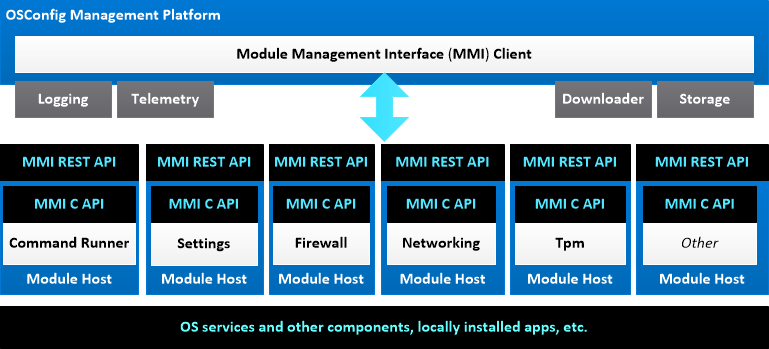 OSConfig Management Platform
Module Management Interface (MMI) Client
Logging
Telemetry
Downloader
Storage
MMI REST API
MMI REST API
MMI REST API
MMI REST API
MMI REST API
MMI REST API
MMI C API
MMI C API
MMI C API
MMI C API
MMI C API
MMI C API
Command Runner
Settings
Firewall
Networking
Tpm
Other
Module Host
Module Host
Module Host
Module Host
Module Host
Module Host
OS services and other components, locally installed apps, etc.